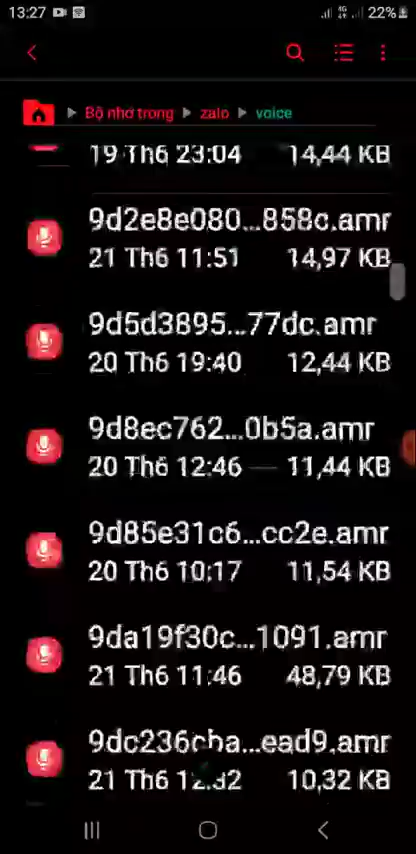 13:27 4G 22%
Bộ nhớ trong zalo voice
19 Th6 23:04 14,44 KB
9d2e8e080...858c.amr
21 Th6 11:51 14,97 KB
9d5d3895...77dc.amr
20 Th6 19:40 12,44 KB
9d8ec762...0b5a.amr
20 Th6 12:46 11,44 KB
9d85e31c6...cc2e.amr
20 Th6 10:17 11,54 KB
9da19f30c...1091.amr
21 Th6 11:46 48,79 KB
9dc236cba...ead9.amr
21 Th6 12:32 10,32 KB